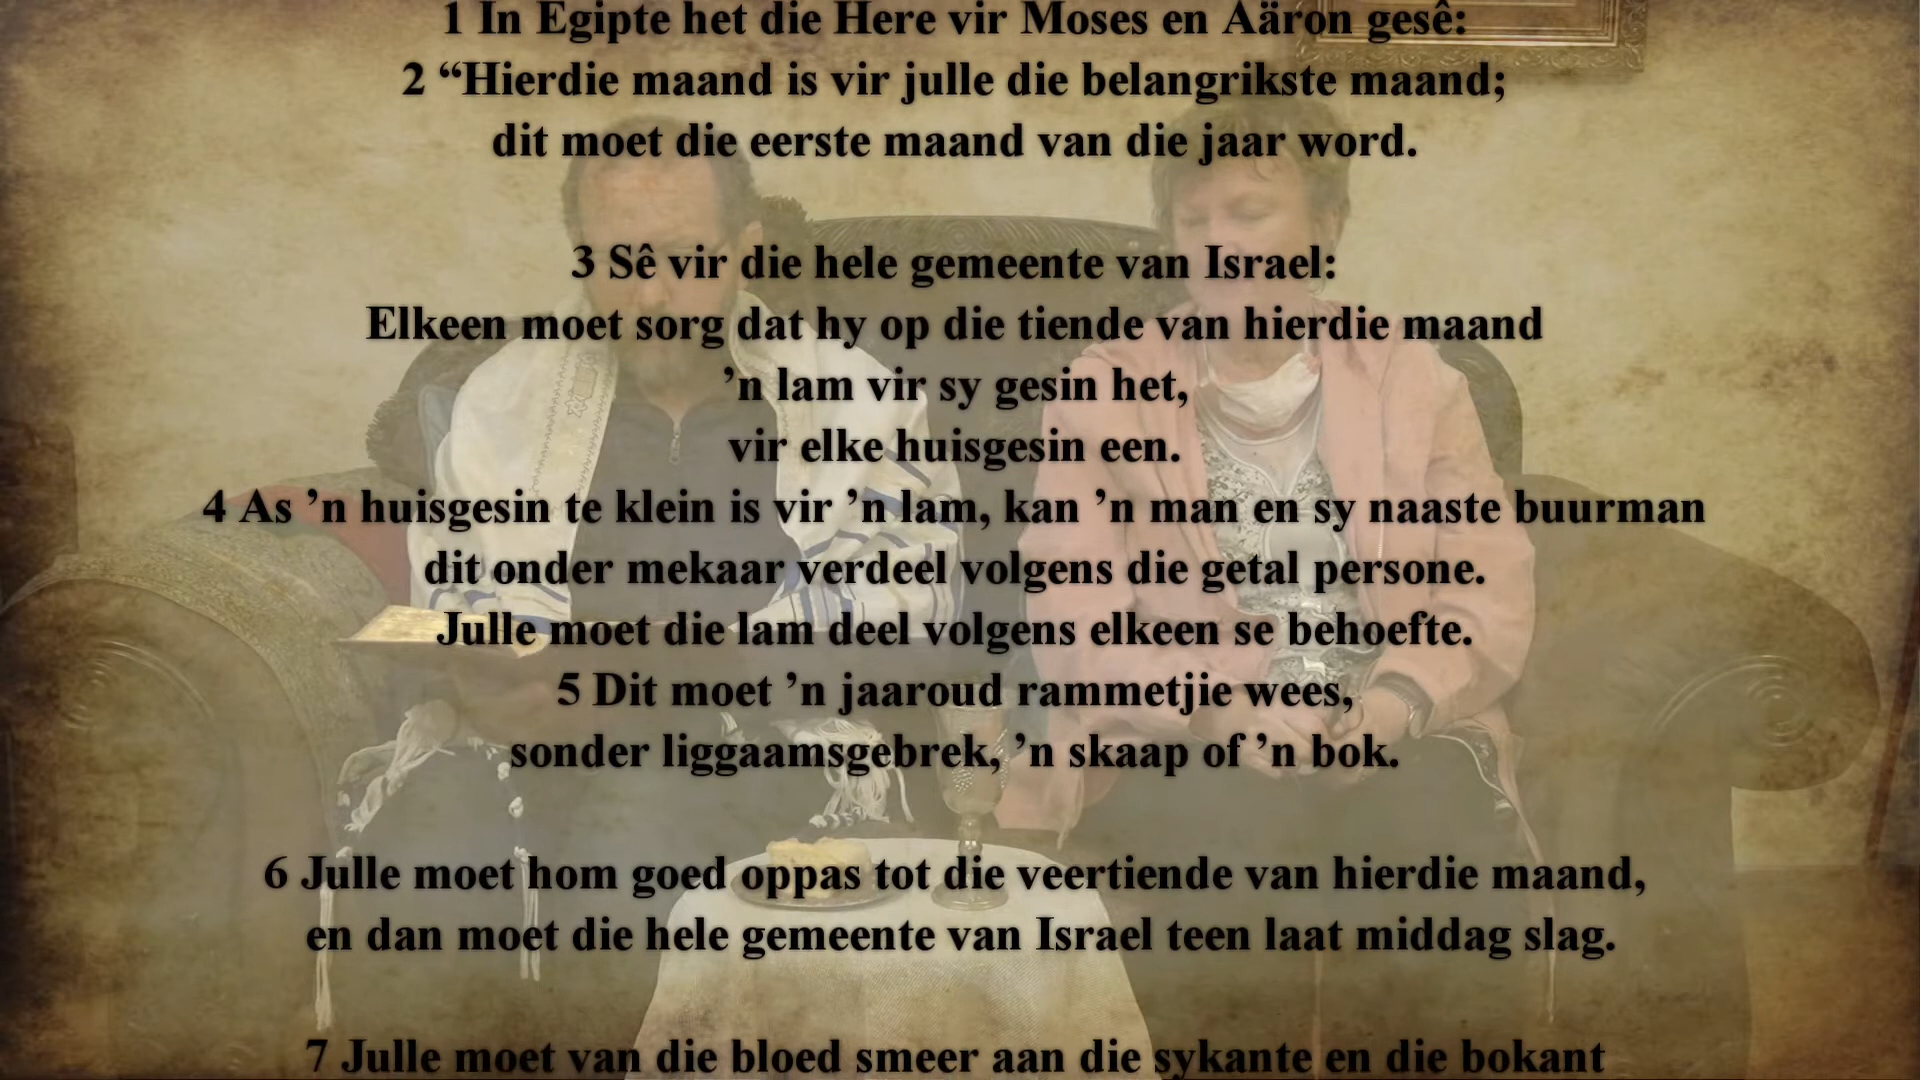 1 In Egipte het die Here vir Moses en Aäron gesê:
2 “Hierdie maand is vir julle die belangrikste maand;
dit moet die eerste maand van die jaar word.
3 Sê vir die hele gemeente van Israel:
Elkeen moet sorg dat hy op die tiende van hierdie maand
’n lam vir sy gesin het,
vir elke huisgesin een.
4 As ’n huisgesin te klein is vir ’n lam, kan ’n man en sy naaste buurman
dit onder mekaar verdeel volgens die getal persone.
Julle moet die lam deel volgens elkeen se behoefte.
5 Dit moet ’n jaaroud rammetjie wees,
sonder liggaamsgebrek, ’n skaap of ’n bok.
6 Julle moet hom goed oppas tot die veertiende van hierdie maand,
en dan moet die hele gemeente van Israel teen laat middag slag.
7 Julle moet van die bloed smeer aan die sykante en die bokant